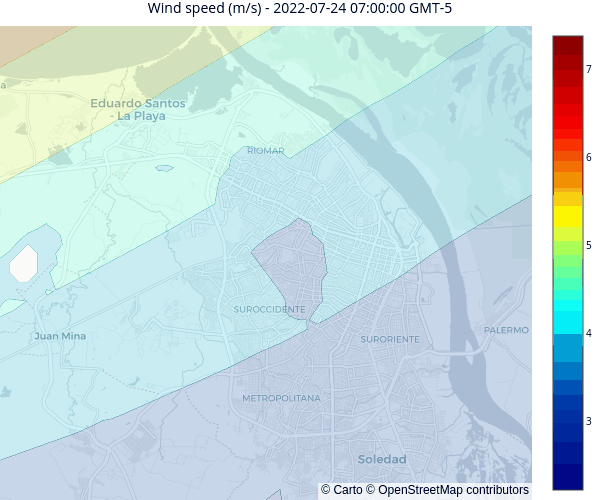 Wind speed (m/s) - 2022-07-24 07:00:00 GMT-5
7
a
Eduardo Santos
- La Playa
RIOMAR
6
5
SUROCCIDENTE
4
Juan Mina
SURORIENTE
PALERMO
METROPOLITANA
3
Soledad
© Carto © OpenStreetMap contributors